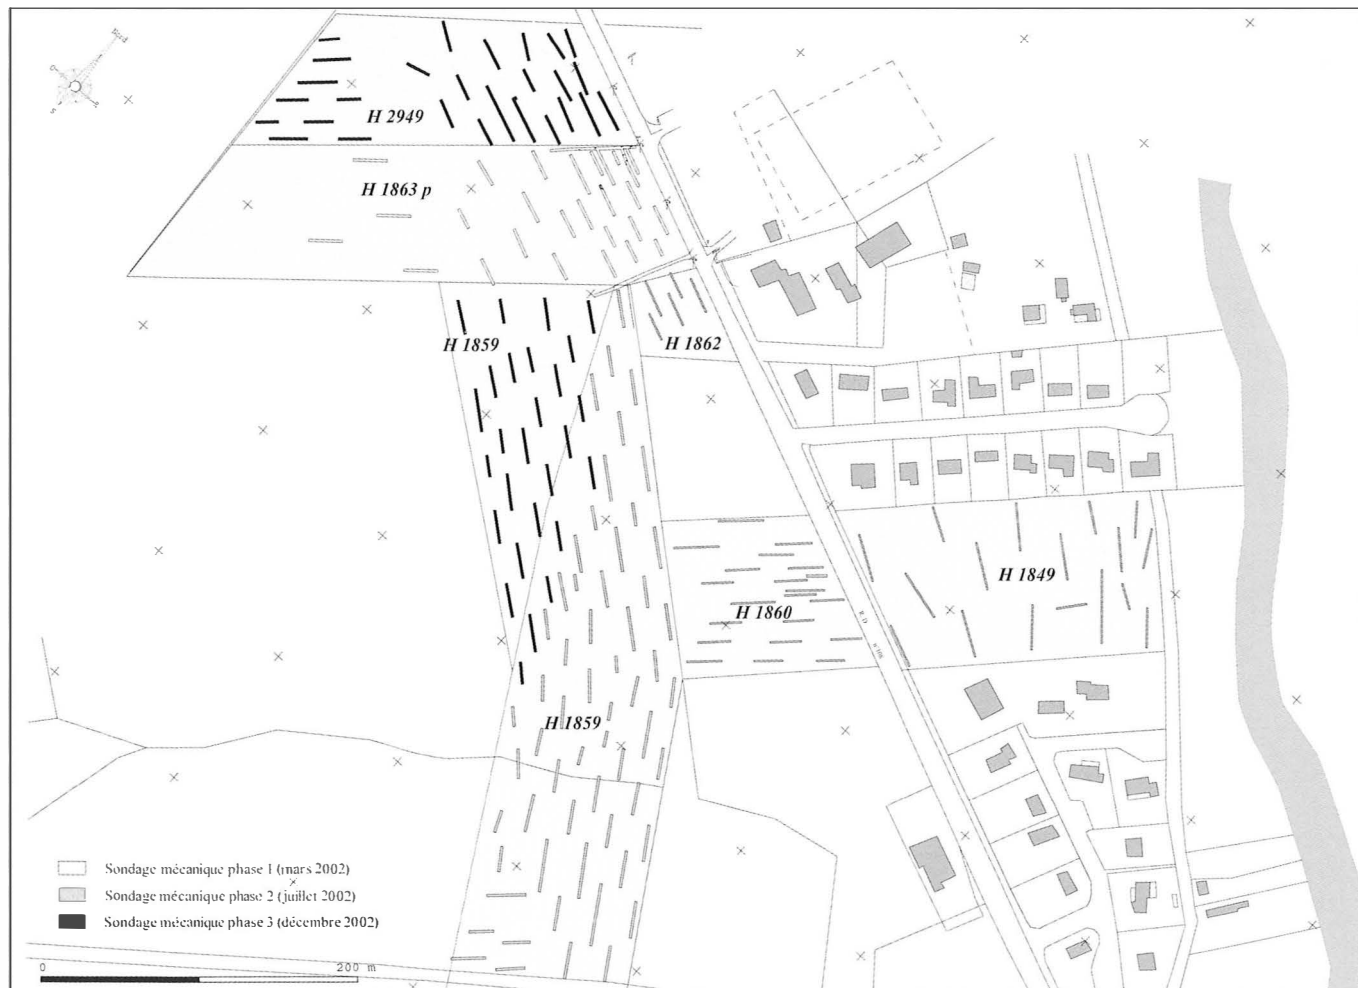 Nord
O
E
S
H 2949
H 1863 p
H 1859
H 1862
H 1849
H 1860
R D
H 1859
Sondage mécanique phase 1 (mars 2002)
Sondage mécanique phase 2 (juillet 2002)
Sondage mécanique phase 3 (décembre 2002)
0 200 m